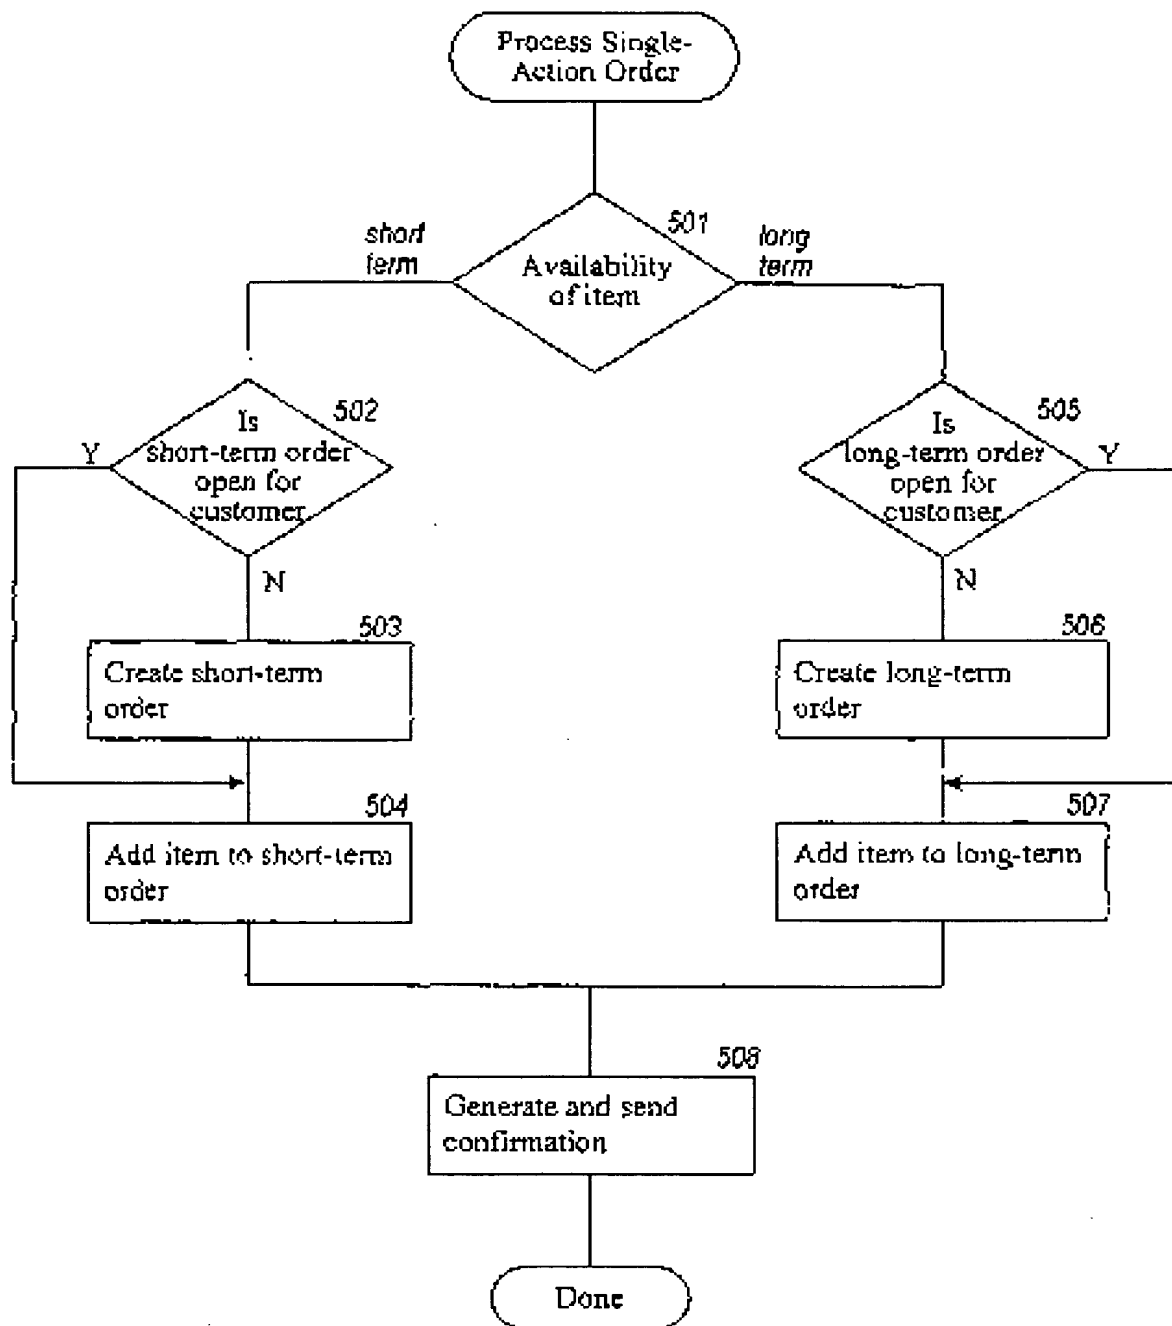 Process Single-
Action Order
501
short
term
long
term
Availability
of item
502
505
Is
short-term order
open for
customer
Is
long-term order
open for
customer
Y
Y
N
N
503
506
Create short-term
order
Create long-term
order
504
507
Add item to short-term
order
Add item to long-term
order
508
Generate and send
confirmation
Done